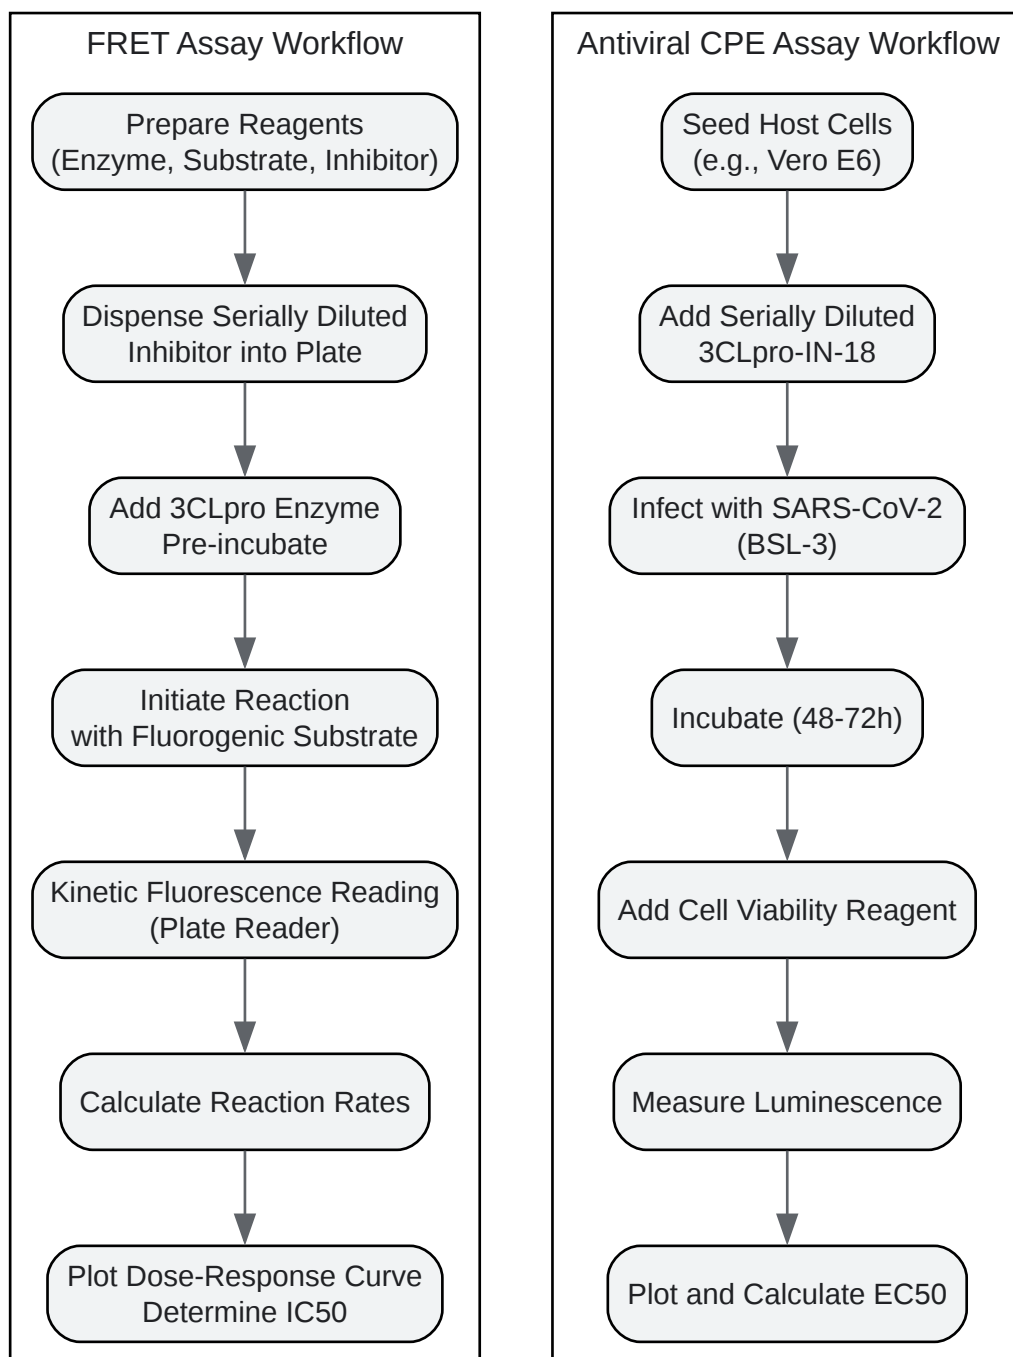 FRET Assay Workflow
Prepare Reagents
(Enzyme, Substrate, Inhibitor)
Dispense Serially Diluted
Inhibitor into Plate
Add 3CLpro Enzyme
Pre-incubate
Initiate Reaction
with Fluorogenic Substrate
Kinetic Fluorescence Reading
(Plate Reader)
Calculate Reaction Rates
Plot Dose-Response Curve
Determine IC50
Antiviral CPE Assay Workflow
Seed Host Cells
(e.g., Vero E6)
Add Serially Diluted
3CLpro-IN-18
Infect with SARS-CoV-2
(BSL-3)
Incubate (48-72h)
Add Cell Viability Reagent
Measure Luminescence
Plot and Calculate EC50